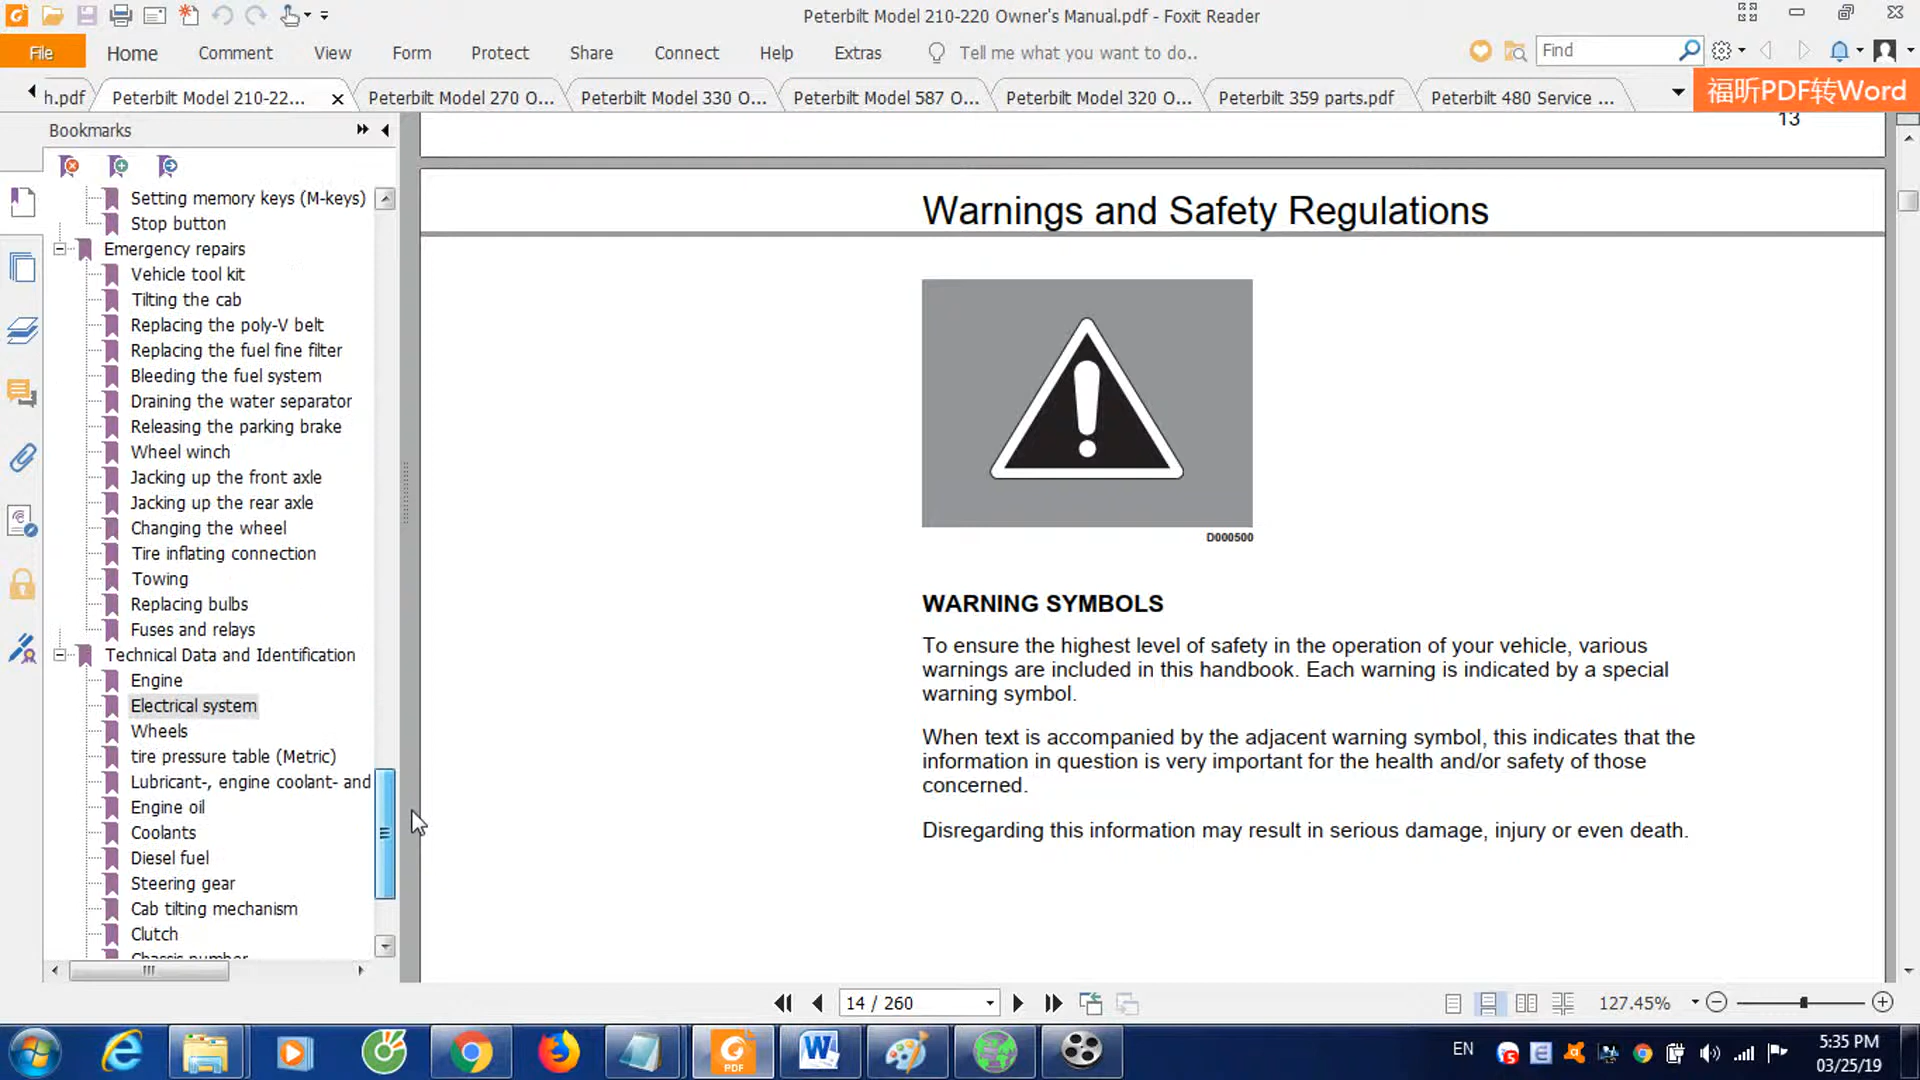 Peterbilt Model 210-220 Owner's Manual.pdf - Foxit Reader
File Home Comment View Form Protect Share Connect Help Extras Tell me what you want to do.. Find
h.pdf Peterbilt Model 210-22... Peterbilt Model 270 O... Peterbilt Model 330 O... Peterbilt Model 587 O... Peterbilt Model 320 O... Peterbilt 359 parts.pdf Peterbilt 480 Service ... 福昕PDF转Word
Bookmarks
Setting memory keys (M-keys)
Stop button
Emergency repairs
Vehicle tool kit
Tilting the cab
Replacing the poly-V belt
Replacing the fuel fine filter
Bleeding the fuel system
Draining the water separator
Releasing the parking brake
Wheel winch
Jacking up the front axle
Jacking up the rear axle
Changing the wheel
Tire inflating connection
Towing
Replacing bulbs
Fuses and relays
Technical Data and Identification
Engine
Electrical system
Wheels
tire pressure table (Metric)
Lubricant-, engine coolant- and
Engine oil
Coolants
Diesel fuel
Steering gear
Cab tilting mechanism
Clutch
Chassis number
13
Warnings and Safety Regulations
D000500
WARNING SYMBOLS
To ensure the highest level of safety in the operation of your vehicle, various
warnings are included in this handbook. Each warning is indicated by a special
warning symbol.
When text is accompanied by the adjacent warning symbol, this indicates that the
information in question is very important for the health and/or safety of those
concerned.
Disregarding this information may result in serious damage, injury or even death.
14 / 260
127.45%
PDF
EN
5:35 PM
03/25/19